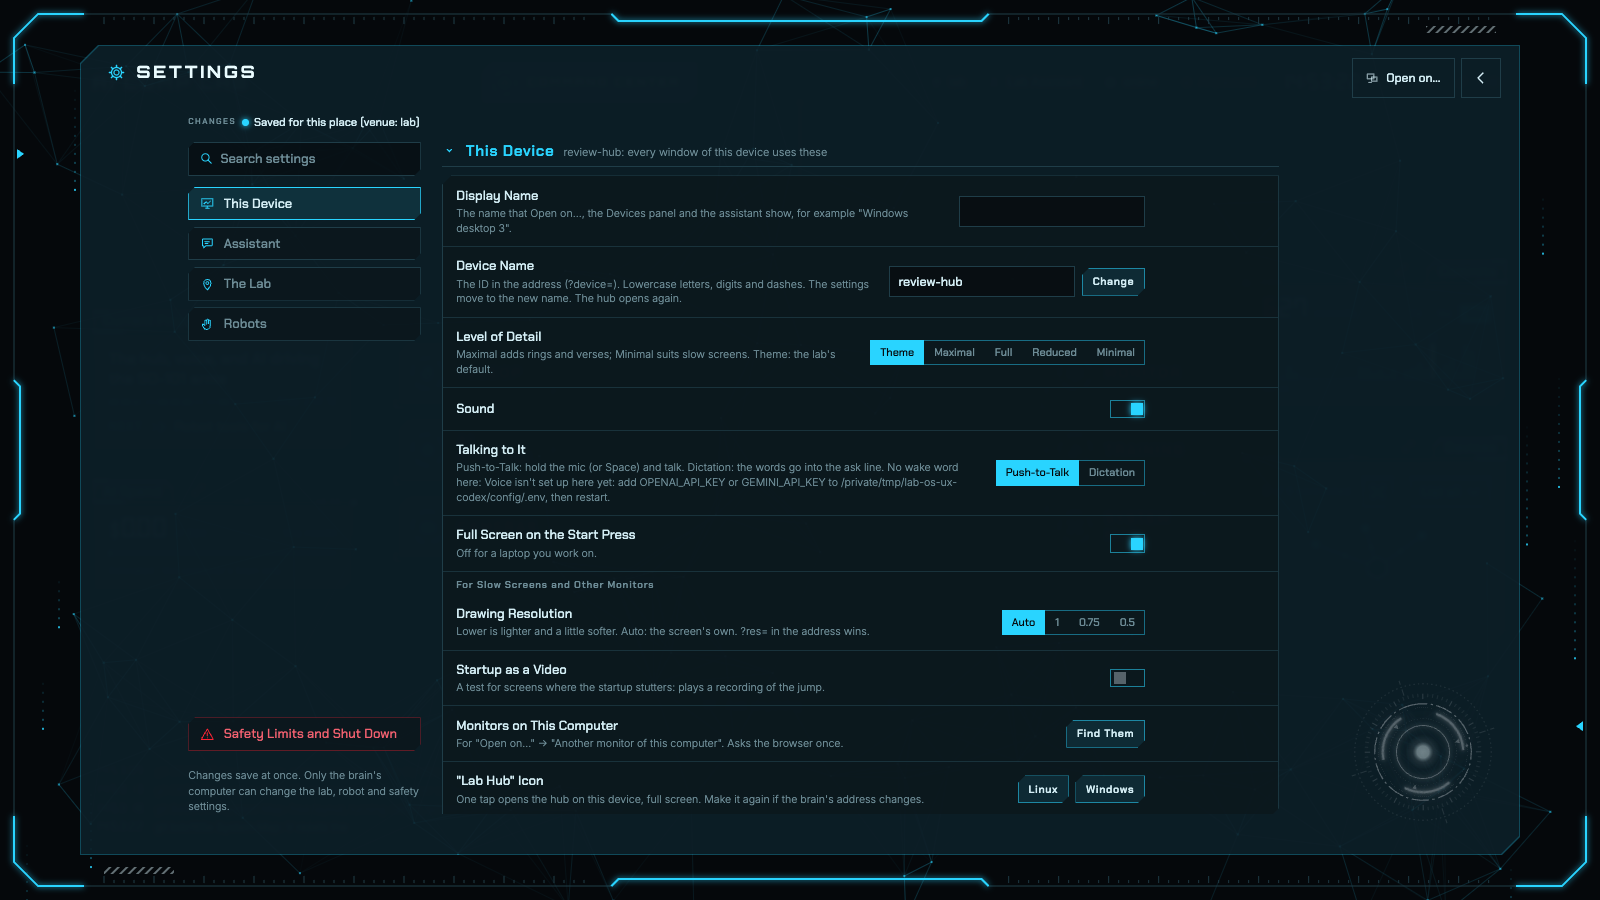 SETTINGS
Open on...
CHANGES Saved for this place (venue: lab)
Search settings
This Device
Assistant
The Lab
Robots
Safety Limits and Shut Down
Changes save at once. Only the brain's
computer can change the lab, robot and safety
settings.
This Device review-hub: every window of this device uses these
Display Name
The name that Open on..., the Devices panel and the assistant show, for example "Windows
desktop 3".
Device Name
The ID in the address (?device=). Lowercase letters, digits and dashes. The settings
move to the new name. The hub opens again.
review-hub
Change
Level of Detail
Maximal adds rings and verses; Minimal suits slow screens. Theme: the lab's
default.
Theme Maximal Full Reduced Minimal
Sound
Talking to It
Push-to-Talk: hold the mic (or Space) and talk. Dictation: the words go into the ask line. No wake word
here: Voice isn't set up here yet: add OPENAI_API_KEY or GEMINI_API_KEY to /private/tmp/lab-os-ux-
codex/config/.env, then restart.
Push-to-Talk Dictation
Full Screen on the Start Press
Off for a laptop you work on.
For Slow Screens and Other Monitors
Drawing Resolution
Lower is lighter and a little softer. Auto: the screen's own. ?res= in the address wins.
Auto 1 0.75 0.5
Startup as a Video
A test for screens where the startup stutters: plays a recording of the jump.
Monitors on This Computer
For "Open on..." → "Another monitor of this computer". Asks the browser once.
Find Them
"Lab Hub" Icon
One tap opens the hub on this device, full screen. Make it again if the brain's address changes.
Linux Windows